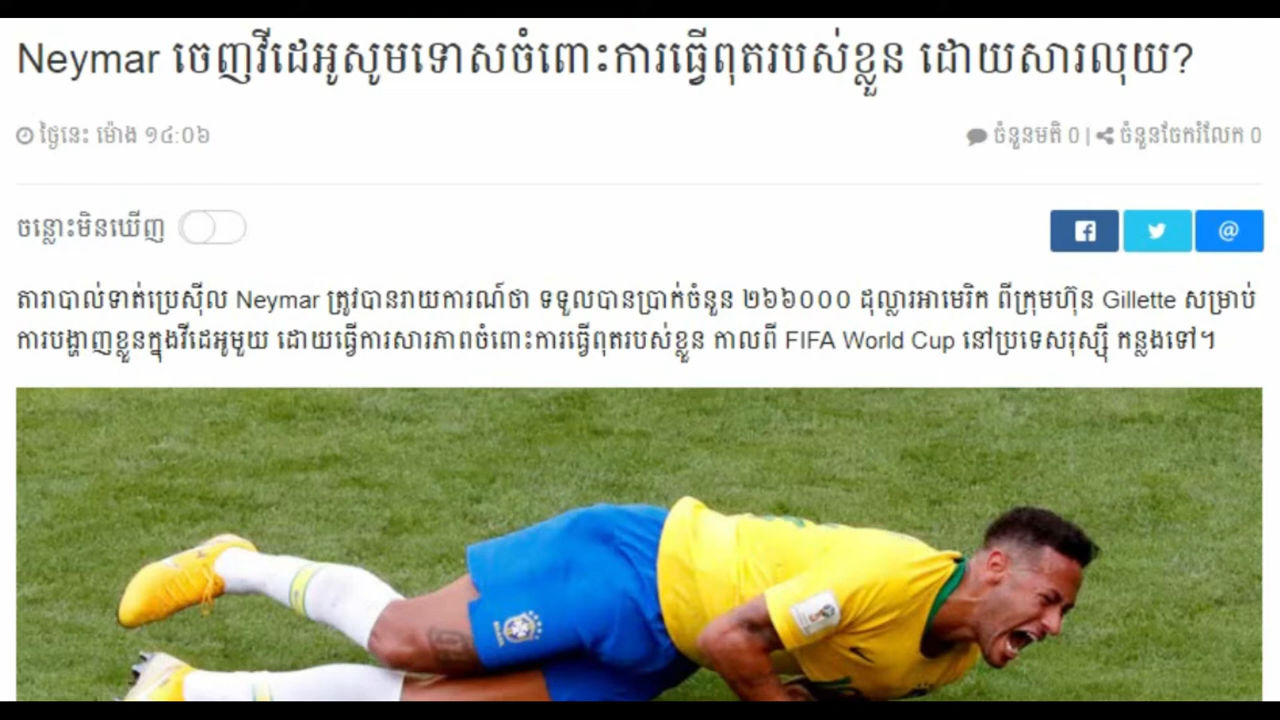 Neymar ចេញវីដេអូសូមទោសចំពោះការធ្វើពុតរបស់ខ្លួន ដោយសារលុយ?
ថ្ងៃនេះ ម៉ោង ១៤:០៦
ចំនួនមតិ 0 | ចំនួនចែករំលែក 0
ចន្លោះមិនឃើញ
តារាបាល់ទាត់ប្រេស៊ីល Neymar ត្រូវបានរាយការណ៍ថា ទទួលបានប្រាក់ចំនួន ២៦៦០០០ ដុល្លារអាមេរិក ពីក្រុមហ៊ុន Gillette សម្រាប់
ការបង្ហាញខ្លួនក្នុងវីដេអូមួយ ដោយធ្វើការសារភាពចំពោះការធ្វើពុតរបស់ខ្លួន កាលពី FIFA World Cup នៅប្រទេសរុស្ស៊ី កន្លងទៅ។
BRASIL